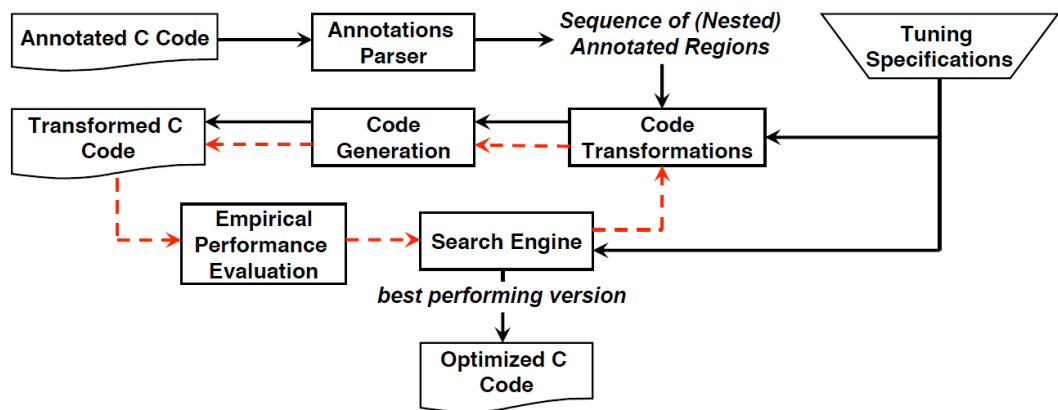 Annotated C Code
Annotations
Parser
Sequence of (Nested)
Annotated Regions
Tuning
Specifications
Transformed C
Code
Code
Generation
Code
Transformations
Empirical
Performance
Evaluation
Search Engine
best performing version
Optimized C
Code